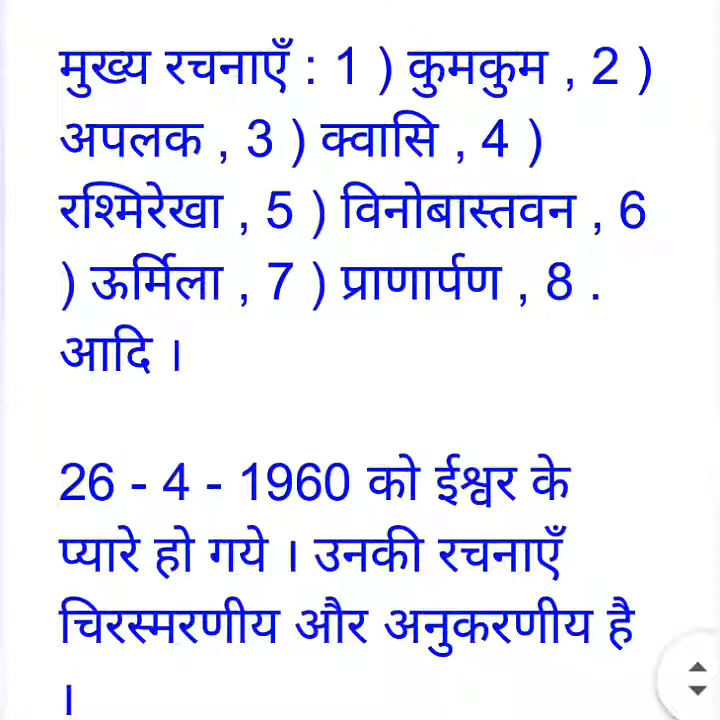 मुख्य रचनाएँ : 1 ) कुमकुम , 2 )
अपलक , 3 ) क्वासि , 4 )
रश्मिरेखा , 5 ) विनोबास्तवन , 6
) ऊर्मिला , 7 ) प्राणार्पण , 8 .
आदि ।
26 - 4 - 1960 को ईश्वर के
प्यारे हो गये । उनकी रचनाएँ
चिरस्मरणीय और अनुकरणीय है
।